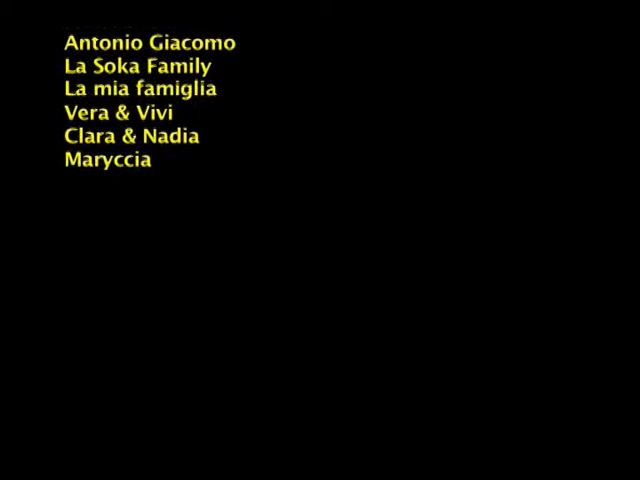 Antonio Giacomo
La Soka Family
La mia famiglia
Vera & Vivi
Clara & Nadia
Maryccia